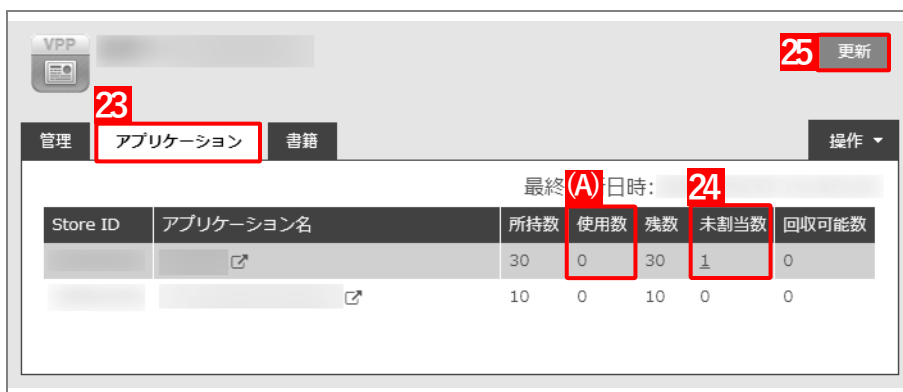 VPP
25 更新
23
管理 アプリケーション 書籍 操作
最終(A)日時: 24
Store ID アプリケーション名 所持数 使用数 残数 未割当数 回収可能数
30 0 30 1 0
10 0 10 0 0